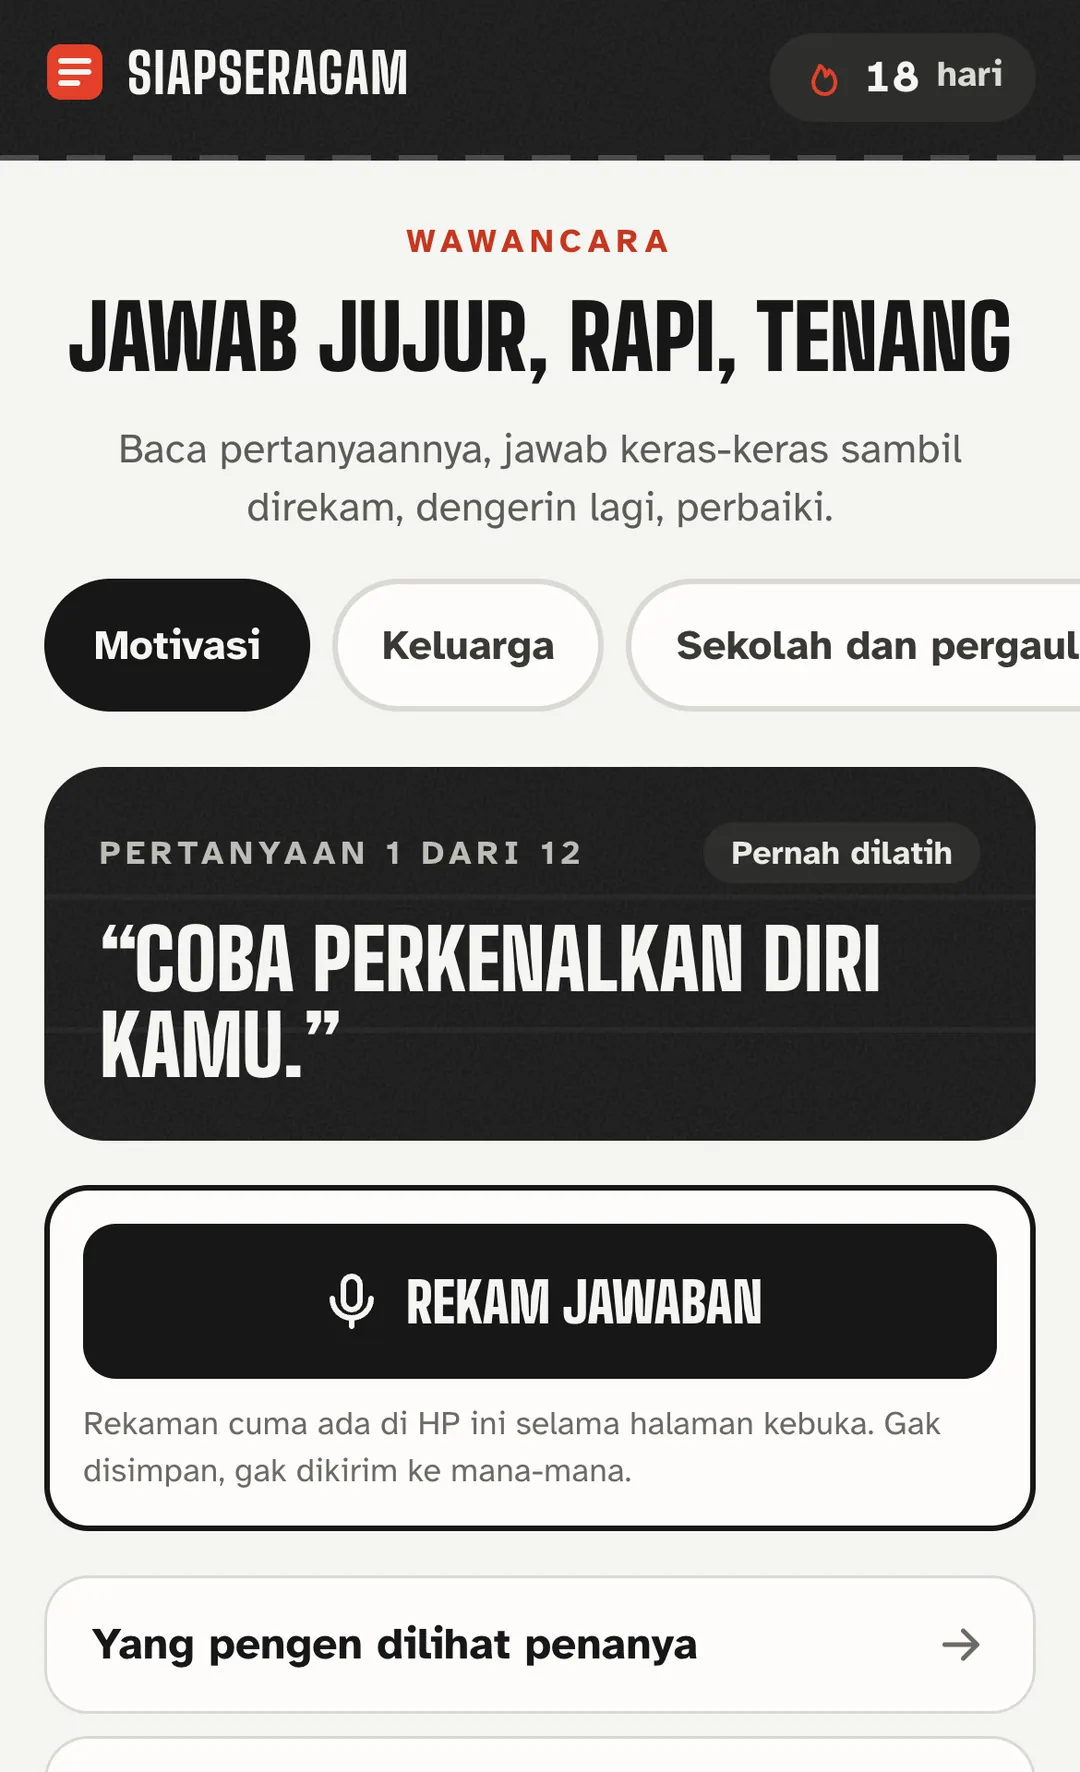 SIAPSERAGAM
18 hari
WAWANCARA
JAWAB JUJUR, RAPI, TENANG
Baca pertanyaannya, jawab keras-keras sambil
direkam, dengerin lagi, perbaiki.
Motivasi
Keluarga
Sekolah dan pergaul
PERTANYAAN 1 DARI 12
Pernah dilatih
“COBA PERKENALKAN DIRI
KAMU.”
REKAM JAWABAN
Rekaman cuma ada di HP ini selama halaman kebuka. Gak
disimpan, gak dikirim ke mana-mana.
Yang pengen dilihat penanya